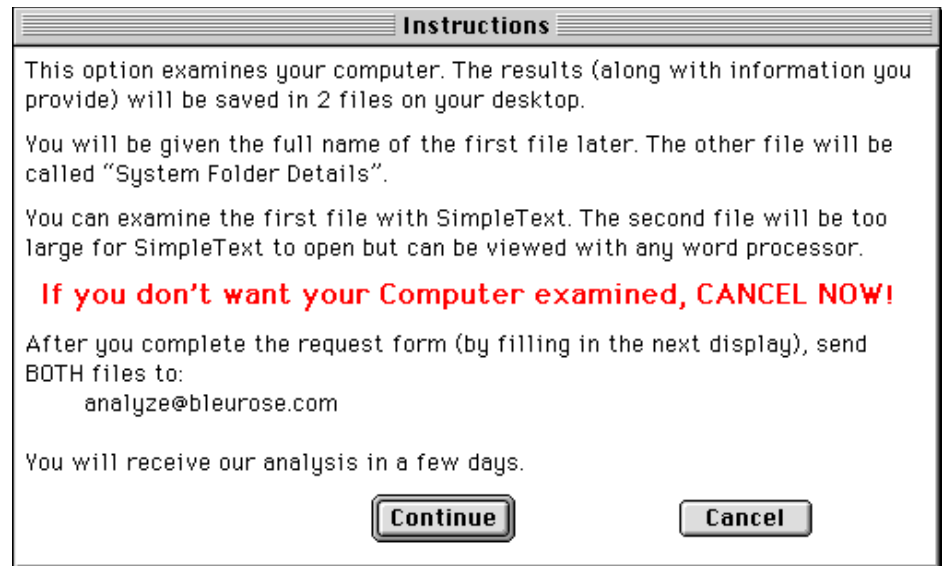 Instructions
This option examines your computer. The results (along with information you
provide) will be saved in 2 files on your desktop.
You will be given the full name of the first file later. The other file will be
called “System Folder Details”.
You can examine the first file with SimpleText. The second file will be too
large for SimpleText to open but can be viewed with any word processor.
If you don't want your Computer examined, CANCEL NOW!
After you complete the request form (by filling in the next display), send
BOTH files to:
analyze@bleurose.com
You will receive our analysis in a few days.
Continue Cancel